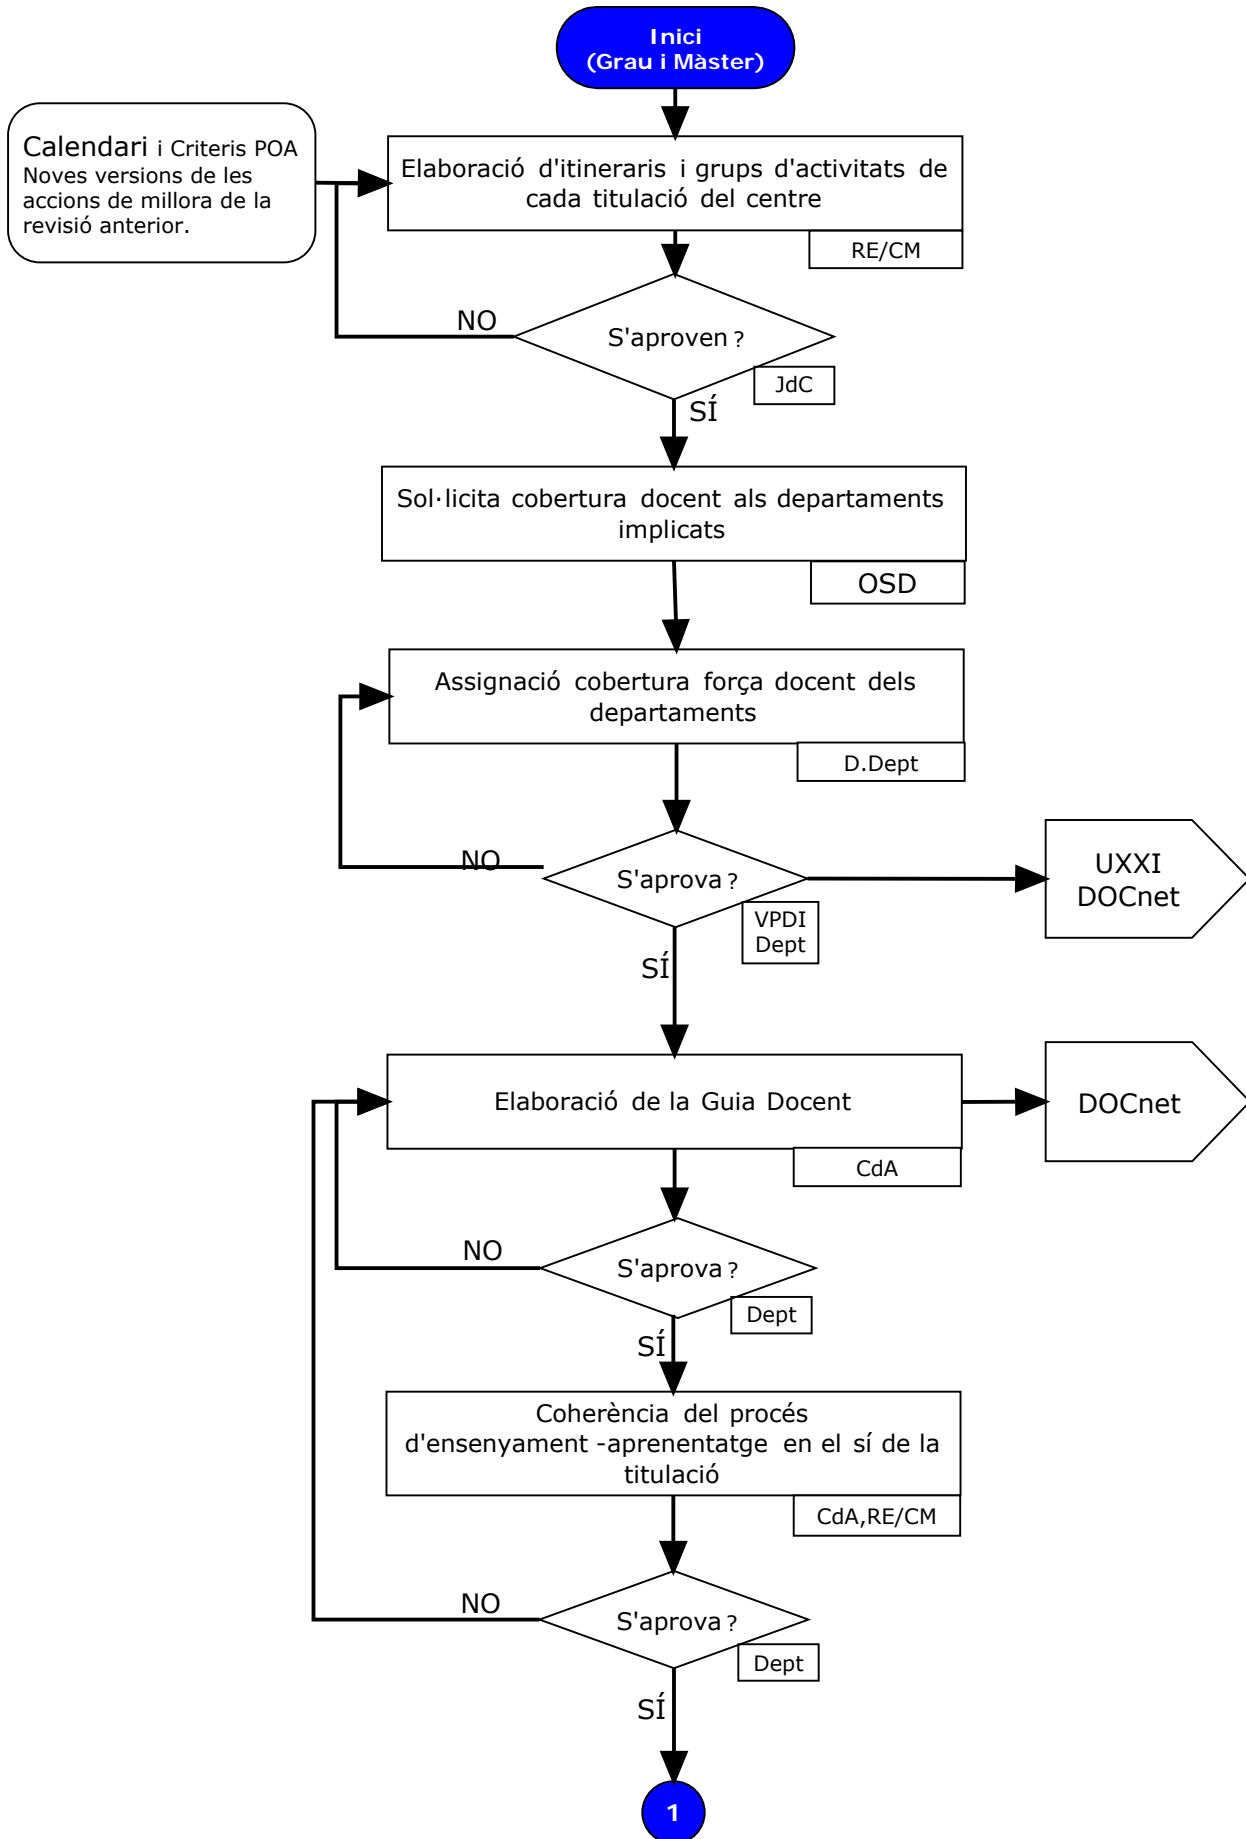 Inici
(Grau i Màster)
Calendari i Criteris POA
Noves versions de les
accions de millora de la
revisió anterior.
Elaboració d'itineraris i grups d'activitats de
cada titulació del centre
RE/CM
NO
S'aproven?
JdC
SÍ
Sol·licita cobertura docent als departaments
implicats
OSD
Assignació cobertura força docent dels
departaments
D.Dept
NO
S'aprova?
UXXI
DOCnet
VPDI
Dept
SÍ
Elaboració de la Guia Docent
DOCnet
CdA
NO
S'aprova?
Dept
SÍ
Coherència del procés
d'ensenyament -aprenentatge en el sí de la
titulació
CdA,RE/CM
NO
S'aprova?
Dept
SÍ
1